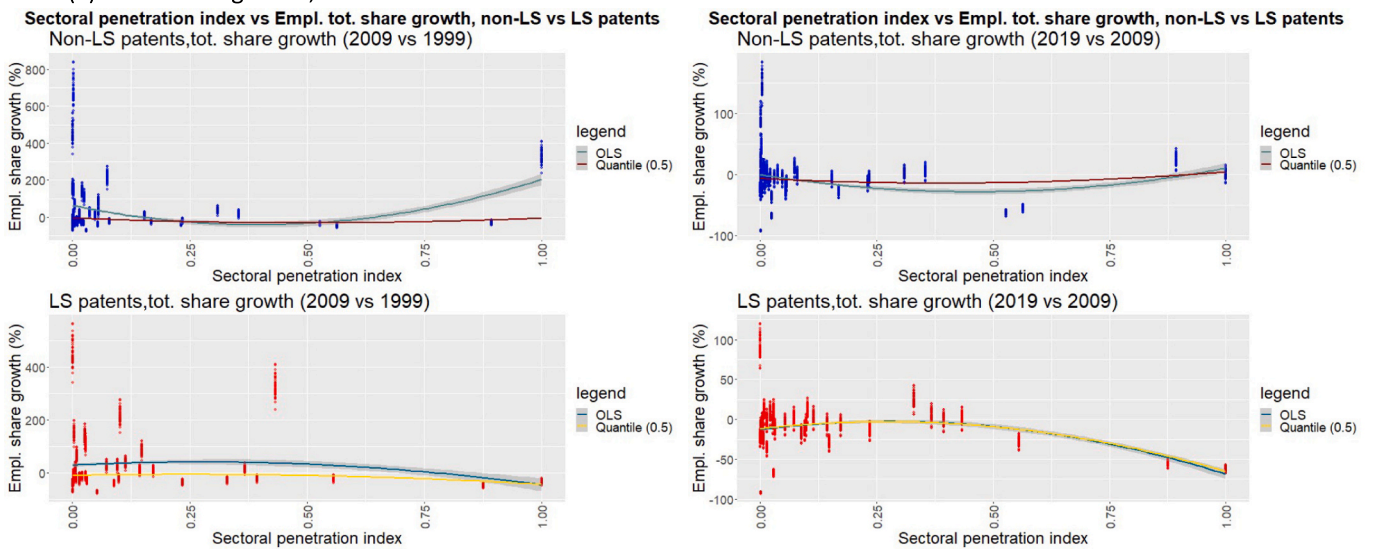 Sectoral penetration index vs Empl. tot. share growth, non-LS vs LS patents
Non-LS patents,tot. share growth (2009 vs 1999)
Empl. share growth (%)
800
600
400
200
0
0.00
0.25
0.50
0.75
1.00
Sectoral penetration index
legend
OLS
Quantile (0.5)
LS patents,tot. share growth (2009 vs 1999)
Empl. share growth (%)
400
200
0
0.00
0.25
0.50
0.75
1.00
Sectoral penetration index
legend
OLS
Quantile (0.5)
Sectoral penetration index vs Empl. tot. share growth, non-LS vs LS patents
Non-LS patents,tot. share growth (2019 vs 2009)
Empl. share growth (%)
100
0
-100
0.00
0.25
0.50
0.75
1.00
Sectoral penetration index
legend
OLS
Quantile (0.5)
LS patents,tot. share growth (2019 vs 2009)
Empl. share growth (%)
100
50
0
-50
-100
0.00
0.25
0.50
0.75
1.00
Sectoral penetration index
legend
OLS
Quantile (0.5)